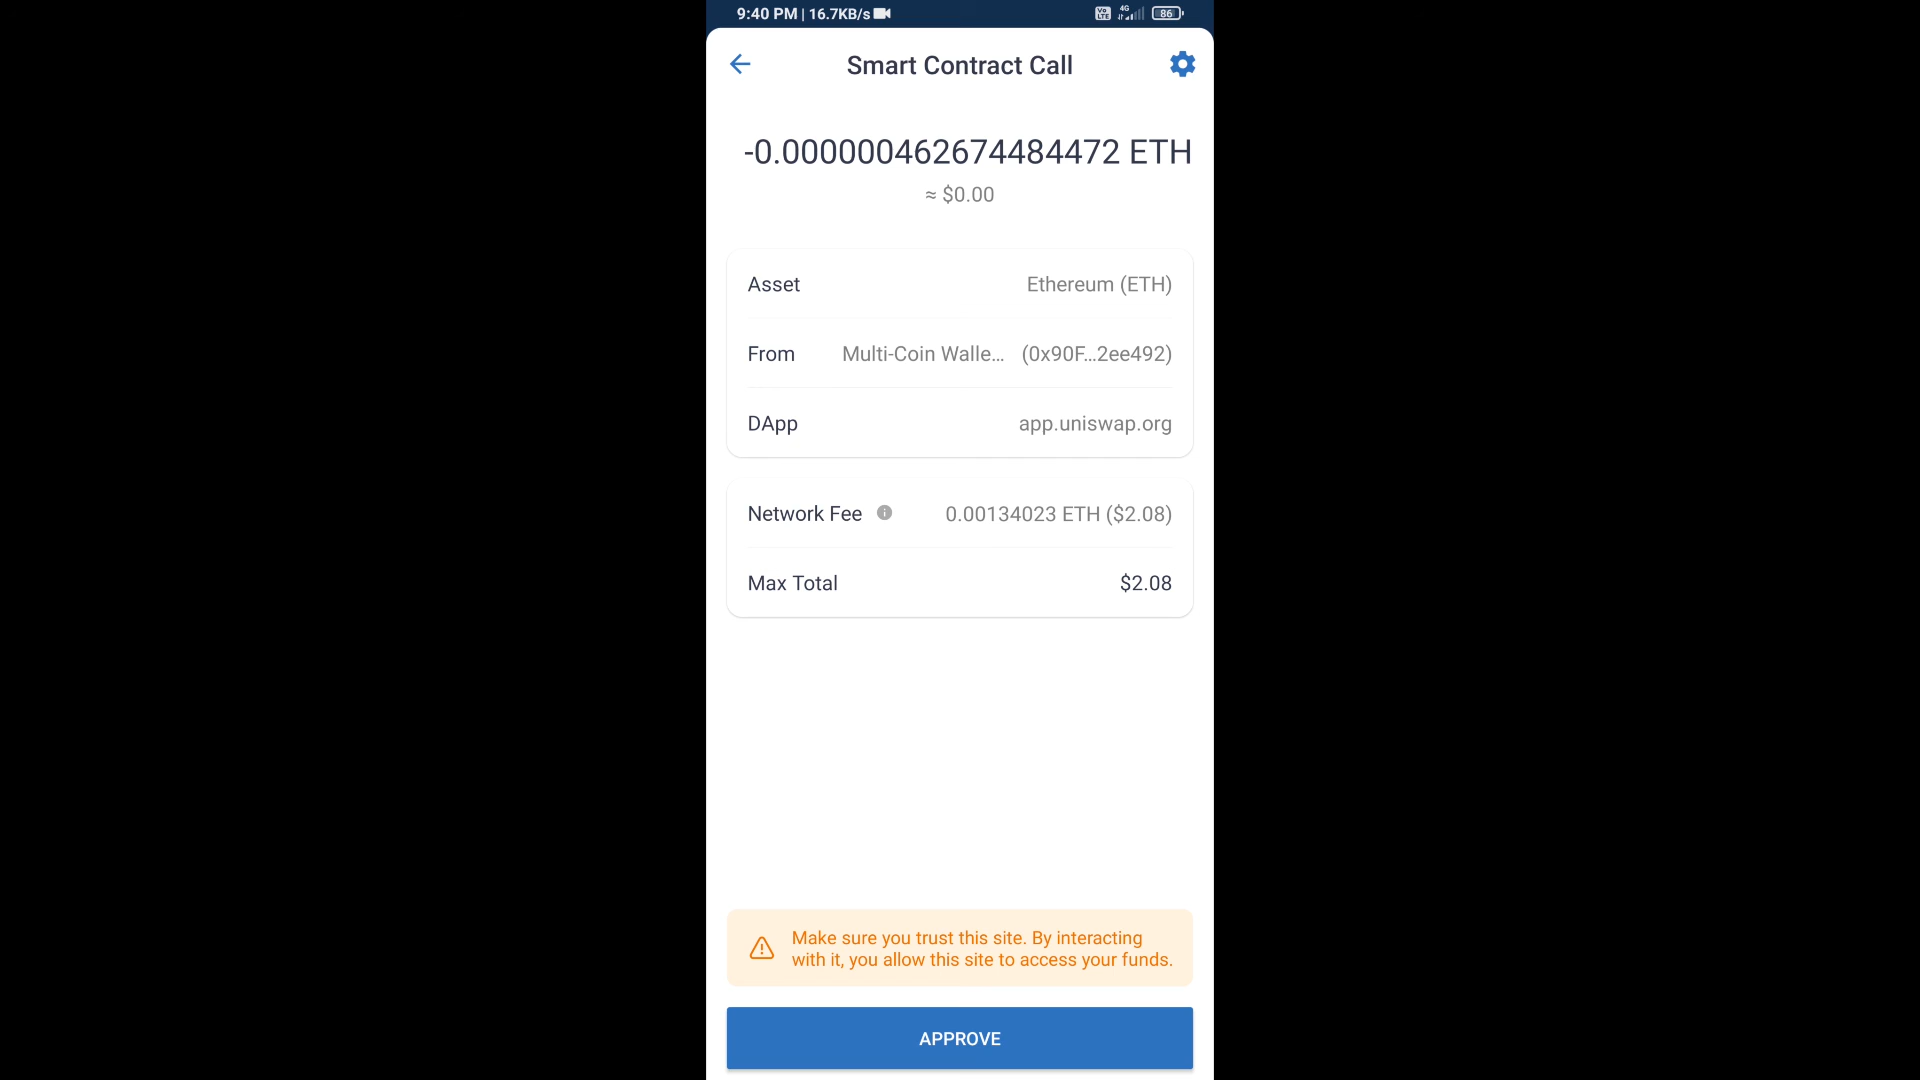 9:40 PM | 16.7KB/s Vo LTE 4G 86
Smart Contract Call
-0.000000462674484472 ETH
≈ $0.00
Asset Ethereum (ETH)
From Multi-Coin Walle... (0x90F...2ee492)
DApp app.uniswap.org
Network Fee 0.00134023 ETH ($2.08)
Max Total $2.08
Make sure you trust this site. By interacting
with it, you allow this site to access your funds.
APPROVE